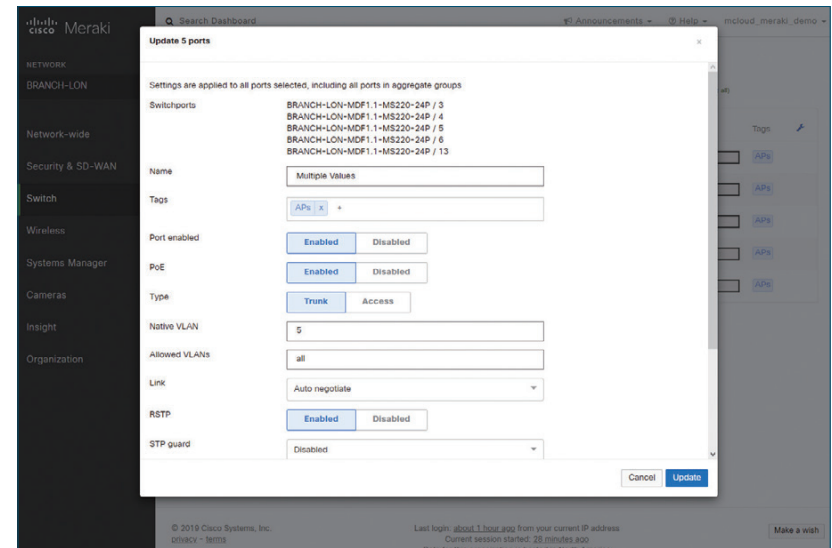 cisco Meraki
Search Dashboard
Announcements
Help
mcloud_meraki_demo
NETWORK
BRANCH-LON
Network-wide
Security & SD-WAN
Switch
Wireless
Systems Manager
Cameras
Insight
Organization
Update 5 ports
×
Settings are applied to all ports selected, including all ports in aggregate groups
Switchports
BRANCH-LON-MDF1.1-MS220-24P / 3
BRANCH-LON-MDF1.1-MS220-24P / 4
BRANCH-LON-MDF1.1-MS220-24P / 5
BRANCH-LON-MDF1.1-MS220-24P / 6
BRANCH-LON-MDF1.1-MS220-24P / 13
Name Multiple Values
Tags APs x +
Port enabled Enabled Disabled
PoE Enabled Disabled
Type Trunk Access
Native VLAN 5
Allowed VLANs all
Link Auto negotiate
RSTP Enabled Disabled
STP guard Disabled
Cancel Update
all)
Tags
APs
APs
APs
APs
APs
© 2019 Cisco Systems, Inc.
privacy - terms
Last login: about 1 hour ago from your current IP address
Current session started: 28 minutes ago
Make a wish